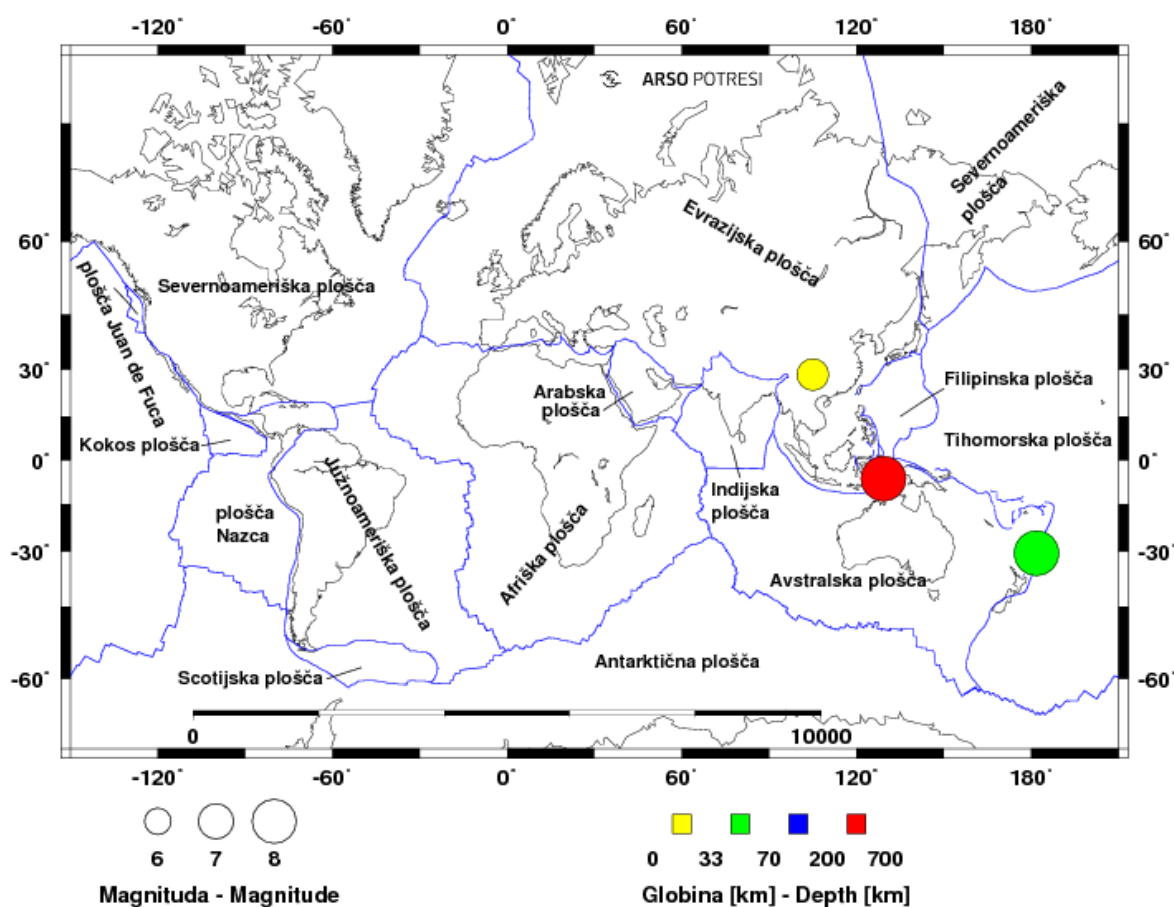 -120° -60° 0° 60° 120° 180°
ARSO POTRESI
Severnoameriška
plošča
60° 60°
Evrazijska plošča
Severnoameriška plošča
plošča Juan de Fuca
30° 30°
Arabska
plošča
Filipinska plošča
Kokos plošča
Tihomorska plošča
0° 0°
Južnoameriška plošča
Indijska
plošča
plošča
Nazca
Afriška plošča
-30° -30°
Avstralska plošča
Antarktična plošča
Scotijska plošča
-60° -60°
0 10000
-120° -60° 0° 60° 120° 180°
6 7 8
0 33 70 200 700
Magnituda - Magnitude
Globina [km] - Depth [km]